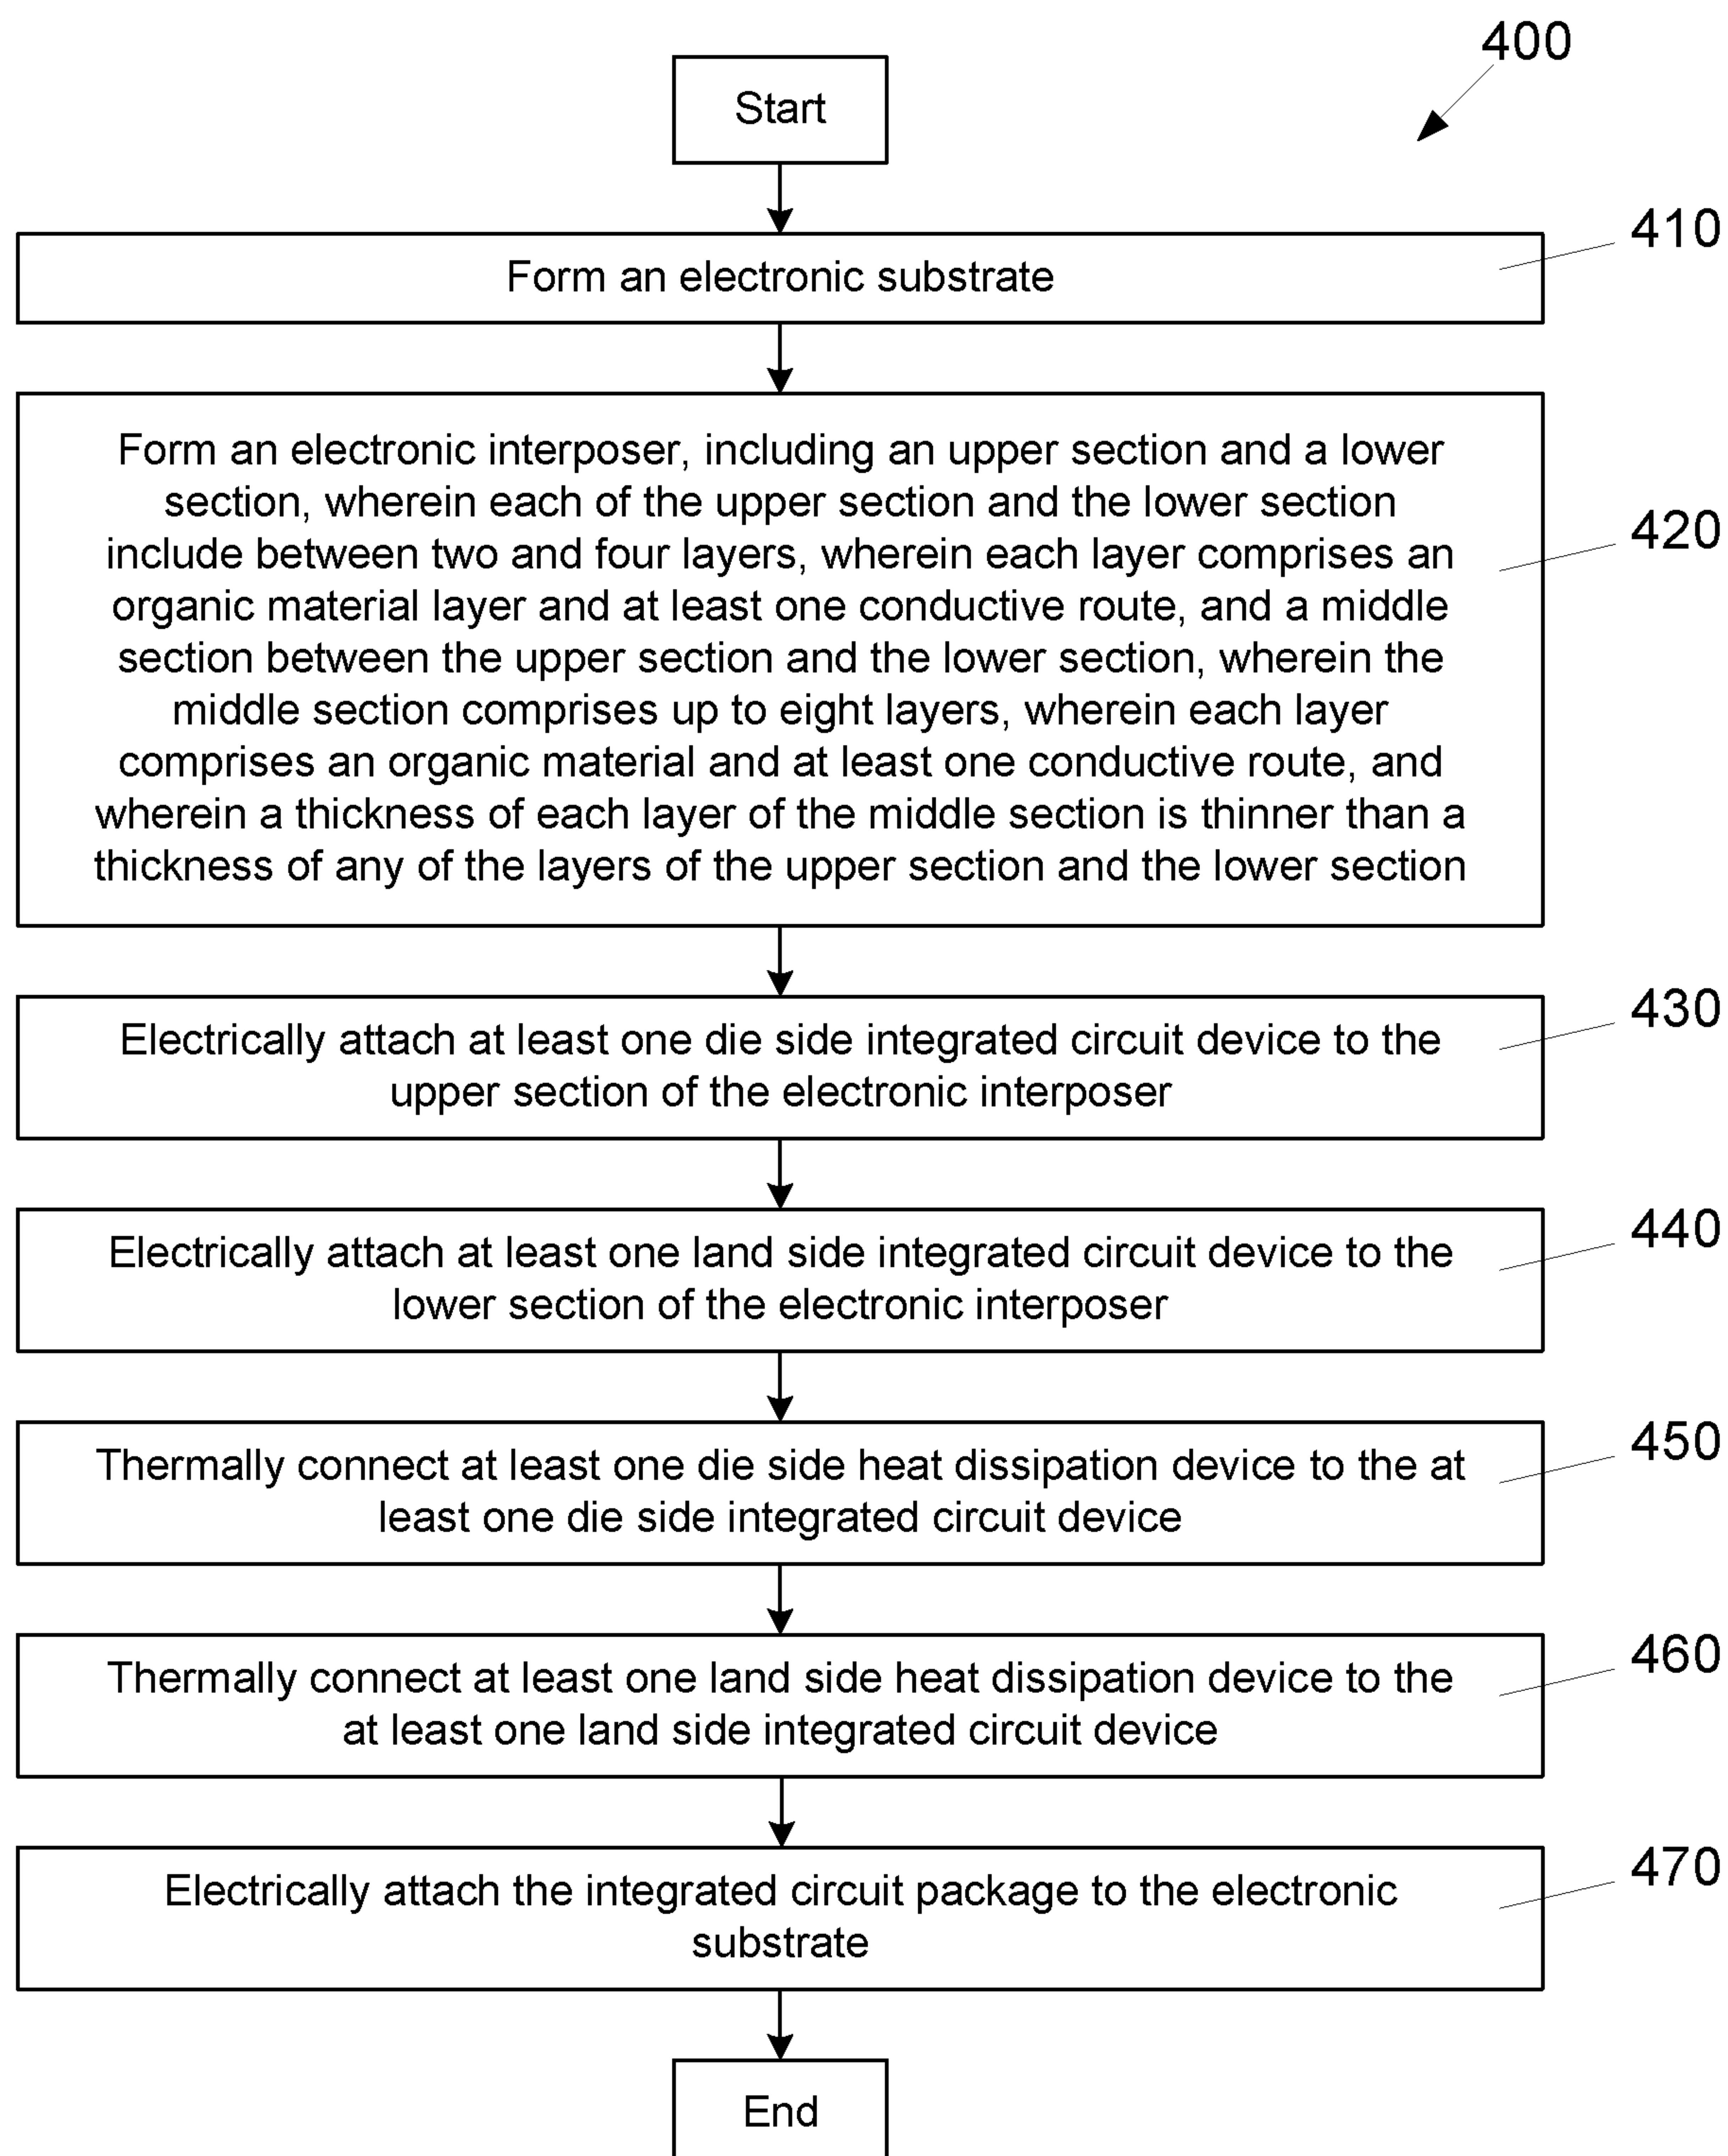 400
Start
410
Form an electronic substrate
Form an electronic interposer, including an upper section and a lower
section, wherein each of the upper section and the lower section
include between two and four layers, wherein each layer comprises an
organic material layer and at least one conductive route, and a middle
section between the upper section and the lower section, wherein the
middle section comprises up to eight layers, wherein each layer
comprises an organic material and at least one conductive route, and
wherein a thickness of each layer of the middle section is thinner than a
thickness of any of the layers of the upper section and the lower section
420
430
Electrically attach at least one die side integrated circuit device to the
upper section of the electronic interposer
440
Electrically attach at least one land side integrated circuit device to the
lower section of the electronic interposer
450
Thermally connect at least one die side heat dissipation device to the at
least one die side integrated circuit device
460
Thermally connect at least one land side heat dissipation device to the
at least one land side integrated circuit device
470
Electrically attach the integrated circuit package to the electronic
substrate
End